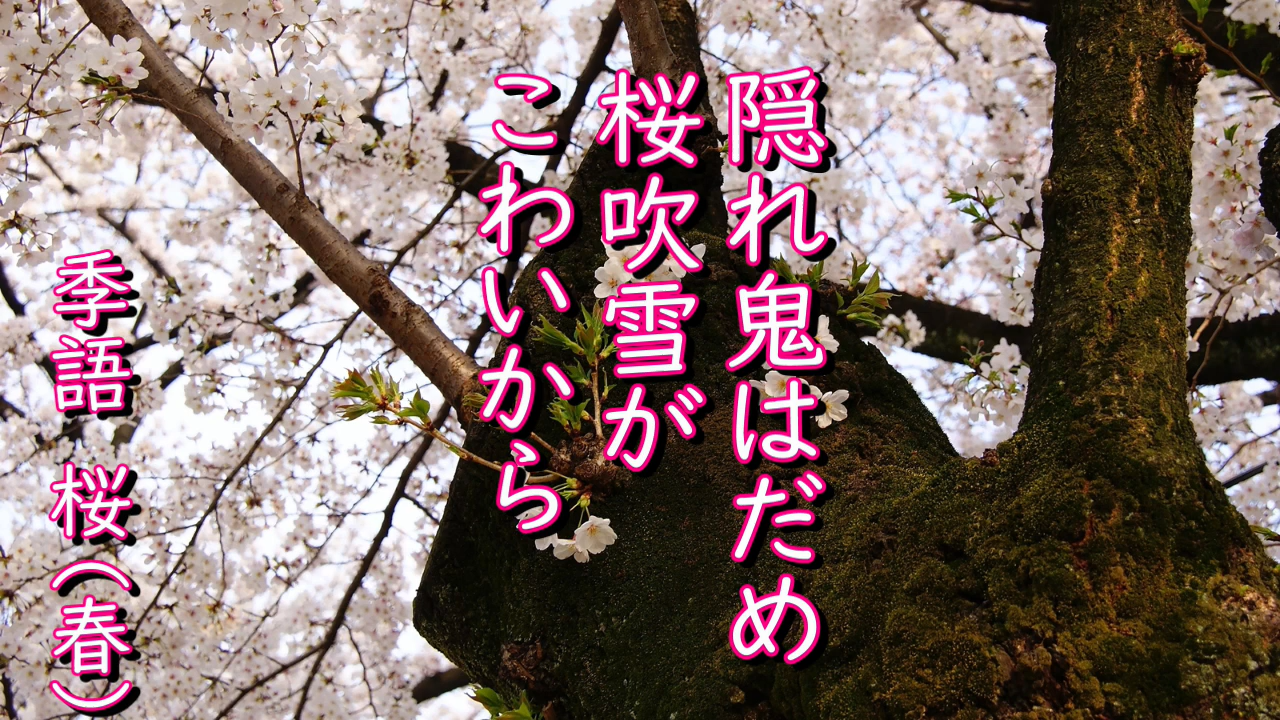 隠れ鬼はだめ
桜吹雪が
こわいから
季語 桜（春）